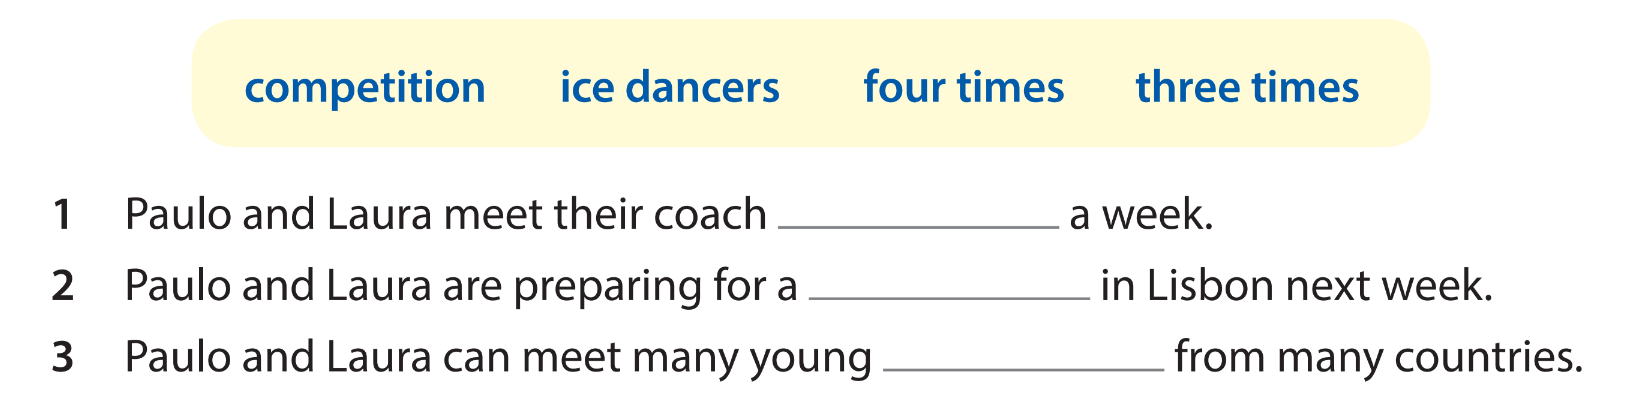 competition ice dancers four times three times
1 Paulo and Laura meet their coach ____________ a week.
2 Paulo and Laura are preparing for a ____________ in Lisbon next week.
3 Paulo and Laura can meet many young ____________ from many countries.